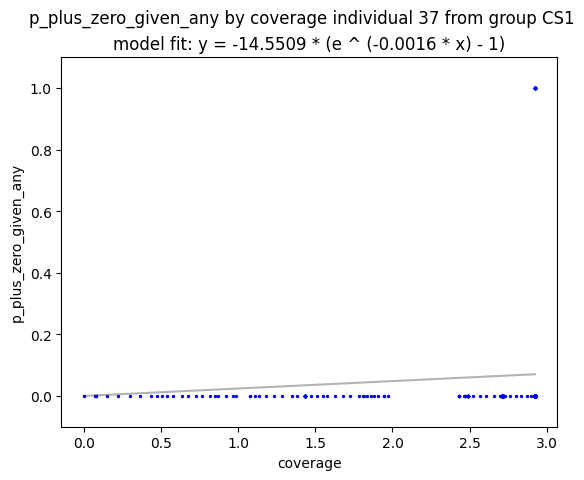 p_plus_zero_given_any by coverage individual 37 from group CS1
model fit: y = -14.5509 * (e ^ (-0.0016 * x) - 1)
p_plus_zero_given_any
1.0
0.8
0.6
0.4
0.2
0.0
0.0 0.5 1.0 1.5 2.0 2.5 3.0
coverage